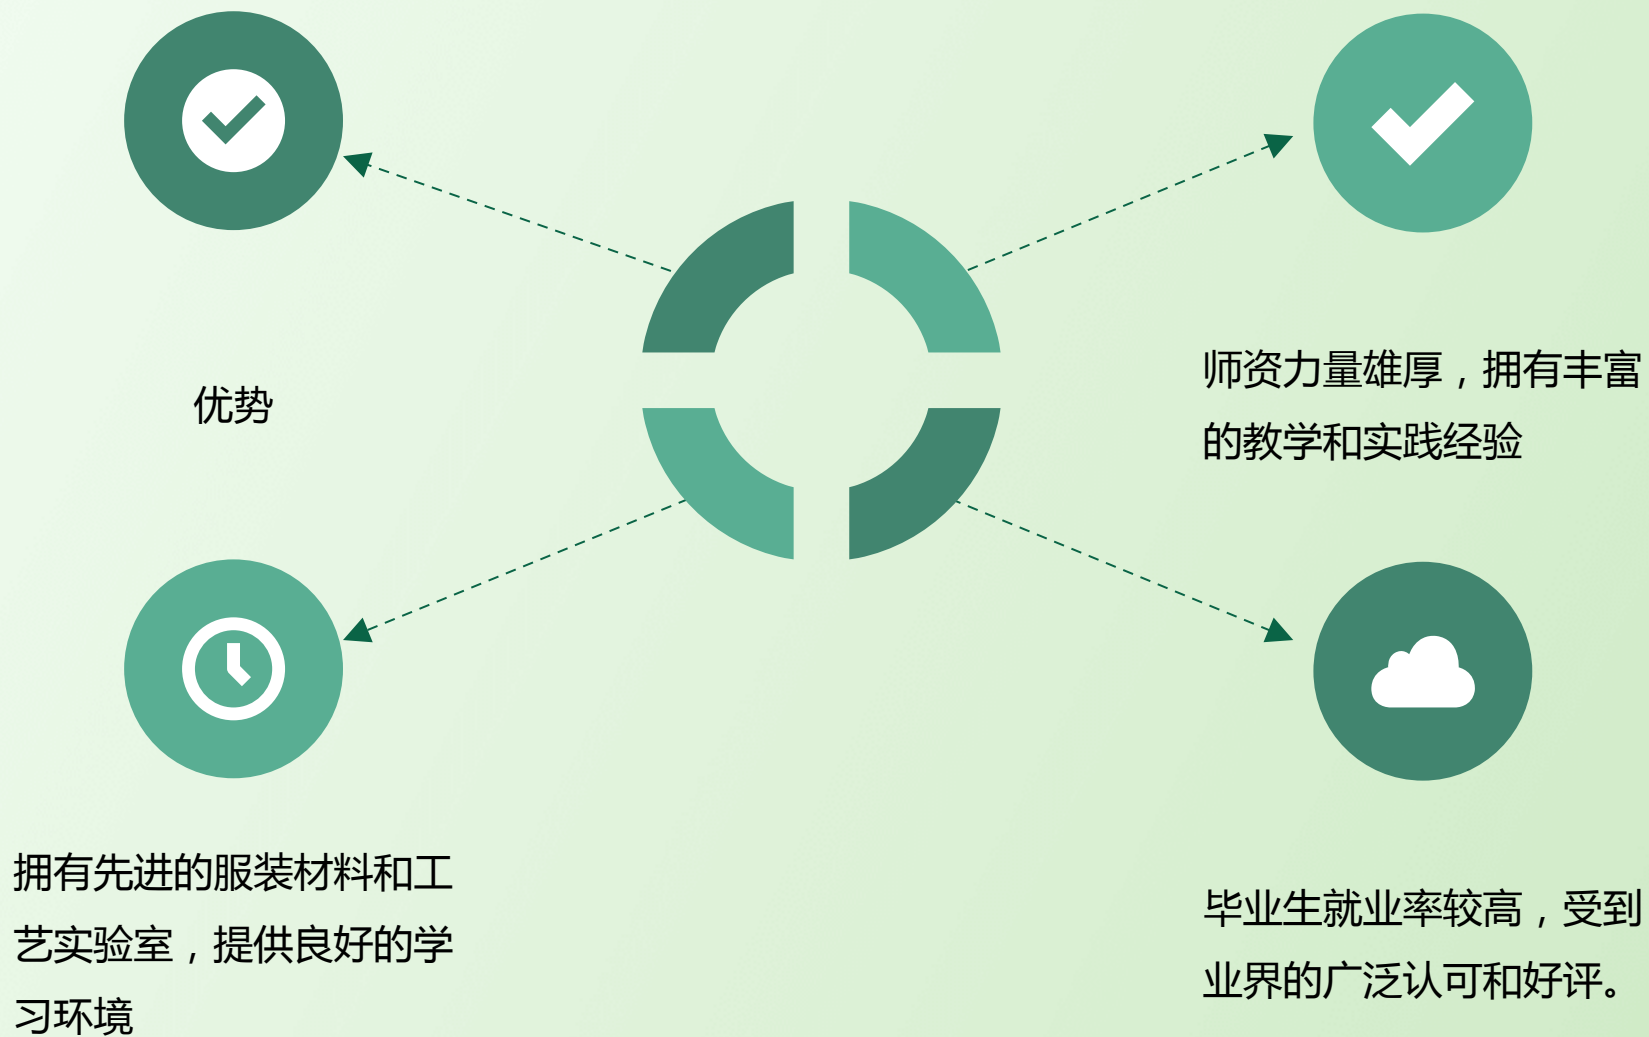 优势
师资力量雄厚，拥有丰富
的教学和实践经验
拥有先进的服装材料和工
艺实验室，提供良好的学
习环境
毕业生就业率较高，受到
业界的广泛认可和好评。